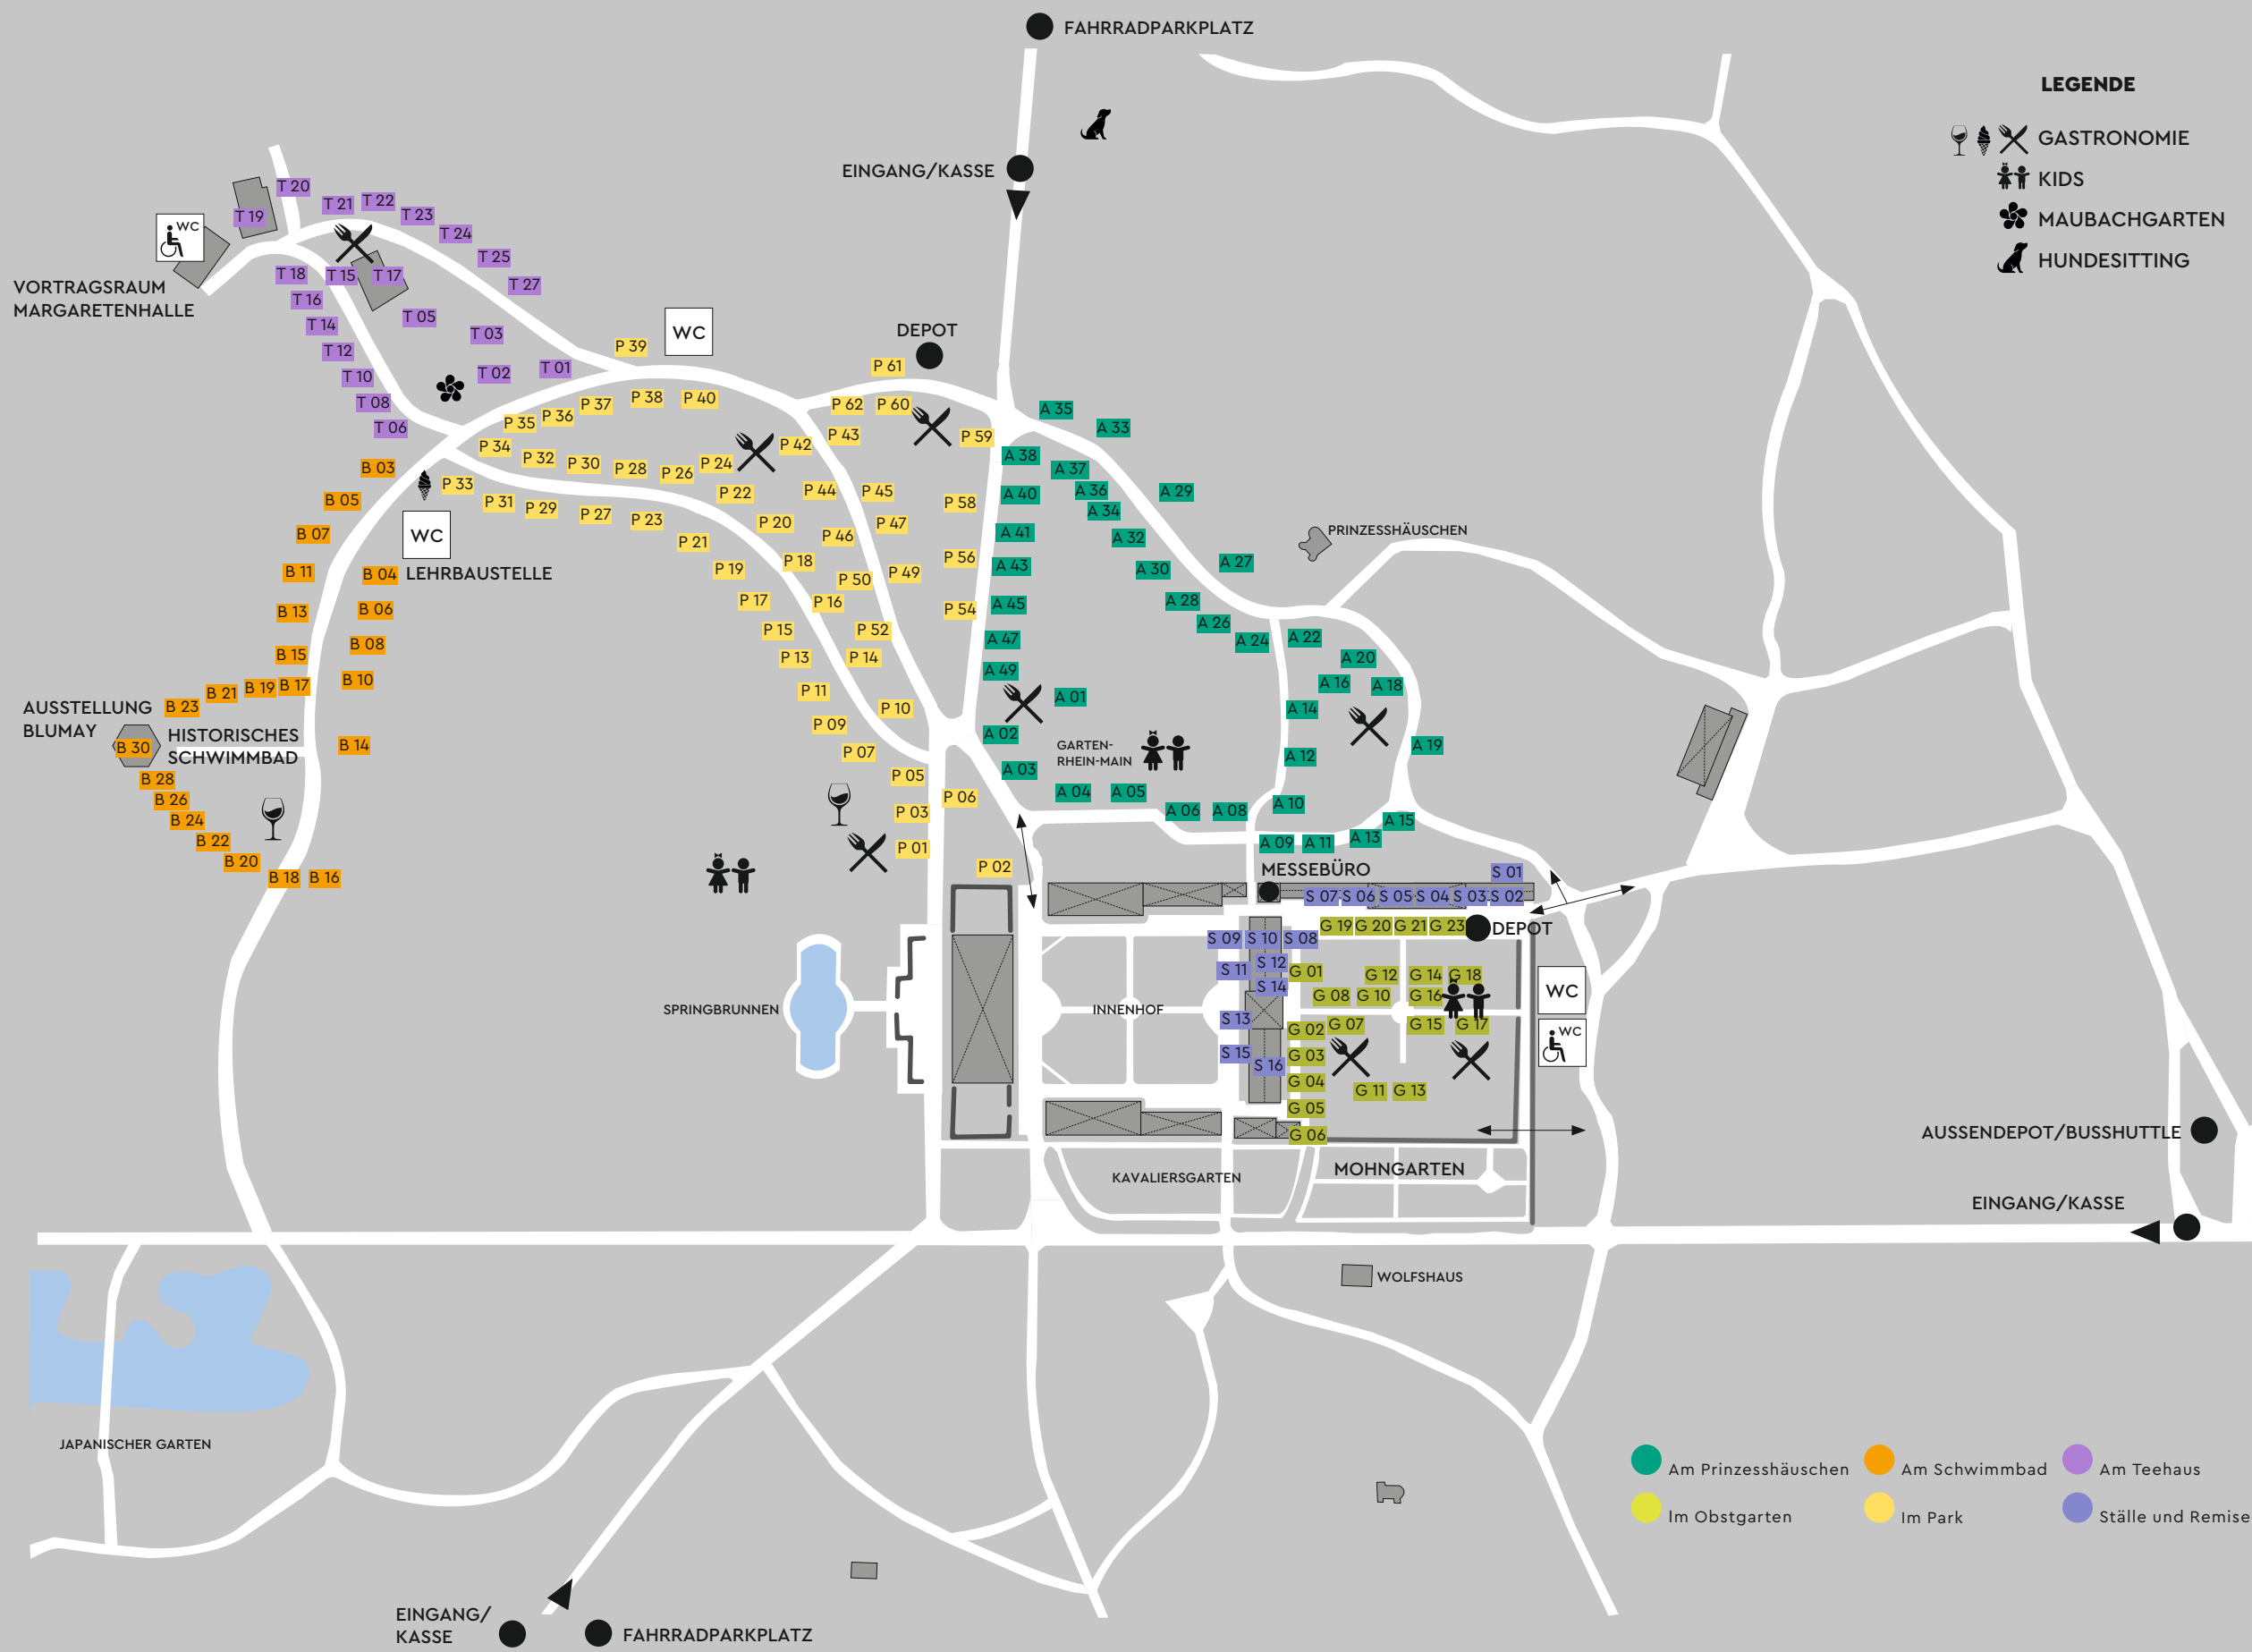 FAHRRADPARKPLATZ
LEGENDE
GASTRONOMIE
KIDS
MAUBACHGARTEN
HUNDESITTING
EINGANG/KASSE
T 20
T 19
T 21
T 22
T 23
T 24
T 25
T 27
WC
T 18
T 15
T 17
T 16
T 14
T 12
T 10
T 08
T 06
T 05
T 03
T 02
T 01
VORTRAGSRAUM
MARGARETENHALLE
P 39
WC
DEPOT
P 61
P 62
P 60
P 59
P 43
P 42
P 40
P 38
P 37
P 36
P 35
P 34
P 32
P 30
P 28
P 26
P 24
P 22
P 20
P 18
P 16
P 14
P 33
P 31
P 29
P 27
P 23
P 21
P 19
P 17
P 15
P 13
P 11
P 09
P 07
P 05
P 03
P 01
P 44
P 45
P 46
P 47
P 49
P 50
P 52
P 10
P 58
P 56
P 54
P 06
P 02
A 35
A 33
A 38
A 37
A 36
A 34
A 29
A 40
A 41
A 43
A 45
A 47
A 49
A 32
A 30
A 28
A 26
A 24
A 27
A 22
A 20
A 16
A 18
A 14
A 12
A 10
A 19
A 15
A 13
A 11
A 09
A 08
A 06
A 05
A 04
A 03
A 02
A 01
GARTEN-
RHEIN-MAIN
PRINZESSHÄUSCHEN
B 03
B 05
B 07
B 11
B 13
B 15
B 17
B 19
B 21
B 23
WC
LEHRBAUSTELLE
B 04
B 06
B 08
B 10
B 14
AUSSTELLUNG
BLUMAY
B 30
HISTORISCHES
SCHWIMMBAD
B 28
B 26
B 24
B 22
B 20
B 18
B 16
MESSEBÜRO
S 01
S 07
S 06
S 05
S 04
S 03
S 02
G 19
G 20
G 21
G 23
DEPOT
S 09
S 10
S 08
S 11
S 12
S 14
S 13
S 15
S 16
G 01
G 12
G 14
G 18
G 08
G 10
G 16
G 02
G 07
G 15
G 17
G 03
G 04
G 11
G 13
G 05
G 06
WC
WC
SPRINGBRUNNEN
INNENHOF
KAVALIERSGARTEN
MOHNGARTEN
AUSSENDEPOT/BUSSHUTTLE
EINGANG/KASSE
WOLFSHAUS
JAPANISCHER GARTEN
Am Prinzesshäuschen
Am Schwimmbad
Am Teehaus
Im Obstgarten
Im Park
Ställe und Remise
EINGANG/
KASSE
FAHRRADPARKPLATZ